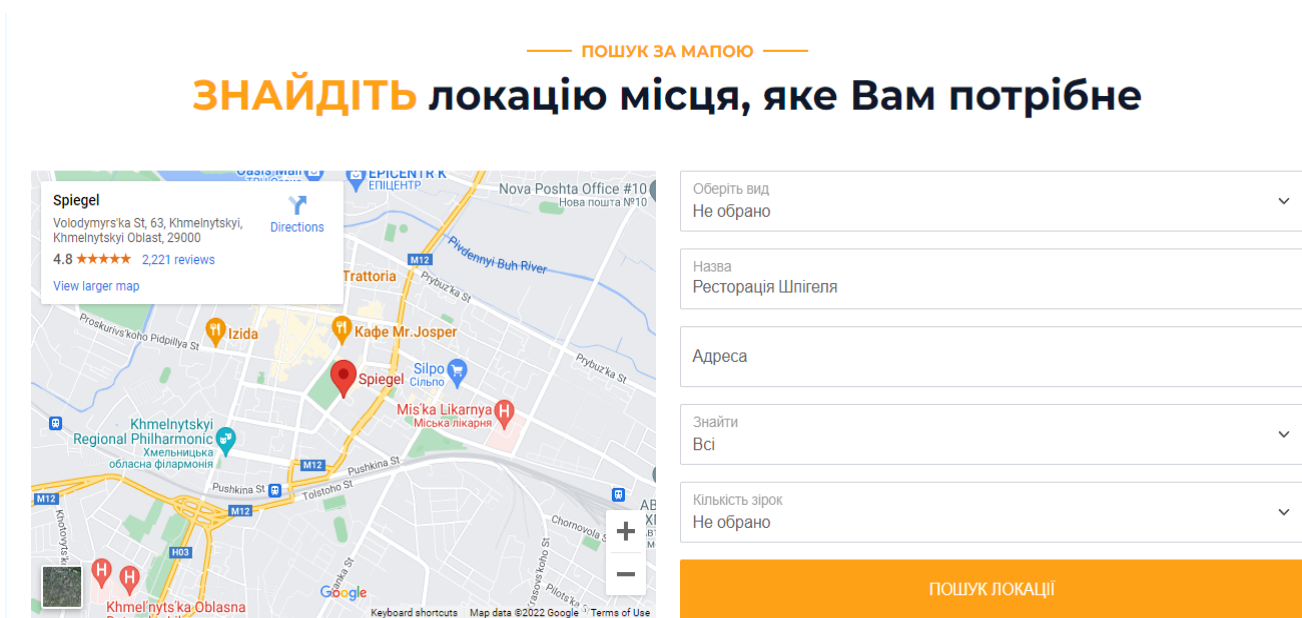 ПОШУК ЗА МАПОЮ
ЗНАЙДІТЬ локацію місця, яке Вам потрібне
Spiegel
Volodymyrs'ka St, 63, Khmelnytskyi,
Khmelnytskyi Oblast, 29000
4.8 ★★★★★ 2,221 reviews
View larger map
Directions
EPICENTR K
ЕПІЦЕНТР
Nova Poshta Office #10
Нова пошта №10
Pivdennyi Buh River
M12
Trattoria
Prybuz'ka St
Proskurivs'koho Pidpillya St
Izida
Кафе Mr.Josper
Prybuz'ka St
Spiegel
Silpo
Сільпо
Mis'ka Likarnya
Міська лікарня
Khmelnytskyi
Regional Philharmonic
Хмельницька
обласна філармонія
M12
Pushkina St
Pushkina St
Tolstoho St
M12
M12
H03
Chornovola
Khmel'nyts'ka Oblasna
Google
Keyboard shortcuts
Map data ©2022 Google
Terms of Use
Оберіть вид
Не обрано
Назва
Ресторація Шпігеля
Адреса
Знайти
Всі
Кількість зірок
Не обрано
ПОШУК ЛОКАЦІЇ